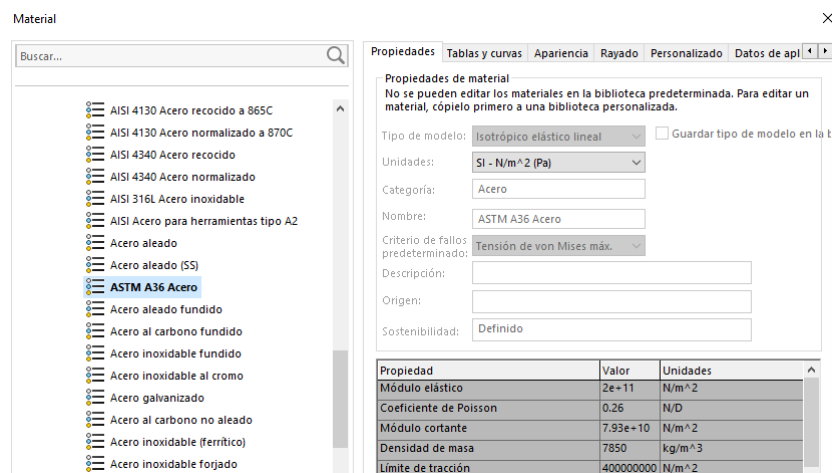 Material
Buscar...
AISI 4130 Acero recocido a 865C
AISI 4130 Acero normalizado a 870C
AISI 4340 Acero recocido
AISI 4340 Acero normalizado
AISI 316L Acero inoxidable
AISI Acero para herramientas tipo A2
Acero aleado
Acero aleado (SS)
ASTM A36 Acero
Acero aleado fundido
Acero al carbono fundido
Acero inoxidable fundido
Acero inoxidable al cromo
Acero galvanizado
Acero al carbono no aleado
Acero inoxidable (ferrítico)
Acero inoxidable forjado
Propiedades Tablas y curvas Apariencia Rayado Personalizado Datos de apl
Propiedades de material
No se pueden editar los materiales en la biblioteca predeterminada. Para editar un
material, cópielo primero a una biblioteca personalizada.
Tipo de modelo: Isotrópico elástico lineal Guardar tipo de modelo en la b
Unidades: SI - N/m^2 (Pa)
Categoría: Acero
Nombre: ASTM A36 Acero
Criterio de fallos
predeterminado: Tensión de von Mises máx.
Descripción:
Origen:
Sostenibilidad: Definido
Propiedad Valor Unidades
Módulo elástico 2e+11 N/m^2
Coeficiente de Poisson 0.26 N/D
Módulo cortante 7.93e+10 N/m^2
Densidad de masa 7850 kg/m^3
Límite de tracción 400000000 N/m^2